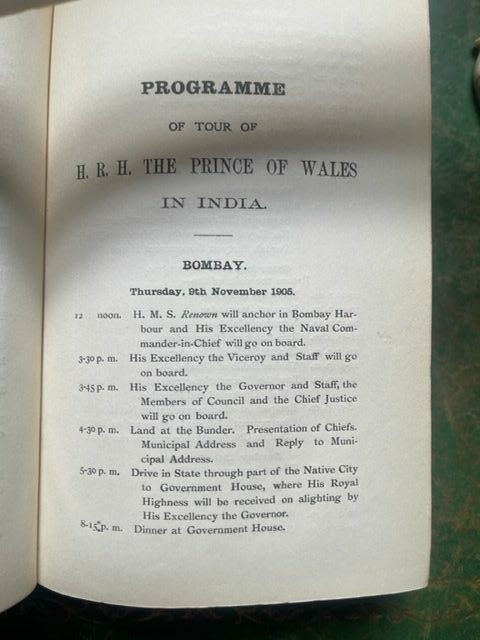 PROGRAMME
OF TOUR OF
H. R. H. THE PRINCE OF WALES
IN INDIA.
BOMBAY.
Thursday, 9th November 1905.
12 noon. H. M. S. Renown will anchor in Bombay Har-
bour and His Excellency the Naval Com-
mander-in-Chief will go on board.
3-30 p. m. His Excellency the Viceroy and Staff will go
on board.
3-45 p. m. His Excellency the Governor and Staff, the
Members of Council and the Chief Justice
will go on board.
4-30 p. m. Land at the Bunder. Presentation of Chiefs.
Municipal Address and Reply to Muni-
cipal Address.
5-30 p. m. Drive in State through part of the Native City
to Government House, where His Royal
Highness will be received on alighting by
His Excellency the Governor.
8-15 p. m. Dinner at Government House.